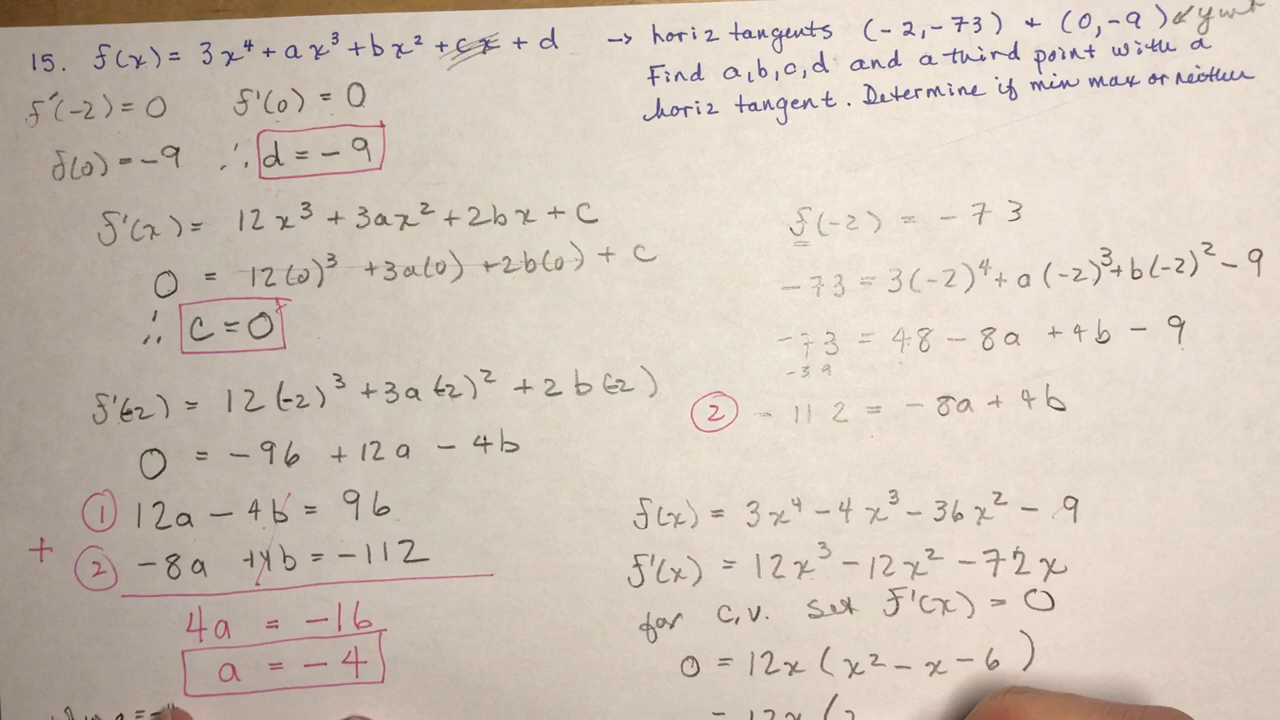 15. f(x) = 3x⁴ + ax³ + bx² + cx + d
→ horiz tangents (-2,-73) + (0,-9)
Find a,b,c,d and a third point with a
horiz tangent. Determine if min max or neither
f'(-2) = 0 f'(0) = 0
f(0) = -9 ∴ d = -9
f'(x) = 12x³ + 3ax² + 2bx + c
0 = 12(0)³ + 3a(0) + 2b(0) + c
∴ c = 0
f'(-2) = 12(-2)³ + 3a(-2)² + 2b(-2)
0 = -96 + 12a - 4b
① 12a - 4b = 96
+ ② -8a + 4b = -112
4a = -16
a = -4
f(-2) = -73
-73 = 3(-2)⁴ + a(-2)³ + b(-2)² - 9
-73 = 48 - 8a + 4b - 9
-39
② -112 = -8a + 4b
f(x) = 3x⁴ - 4x³ - 36x² - 9
f'(x) = 12x³ - 12x² - 72x
for c.v. set f'(x) = 0
0 = 12x(x² - x - 6)
= 12x(